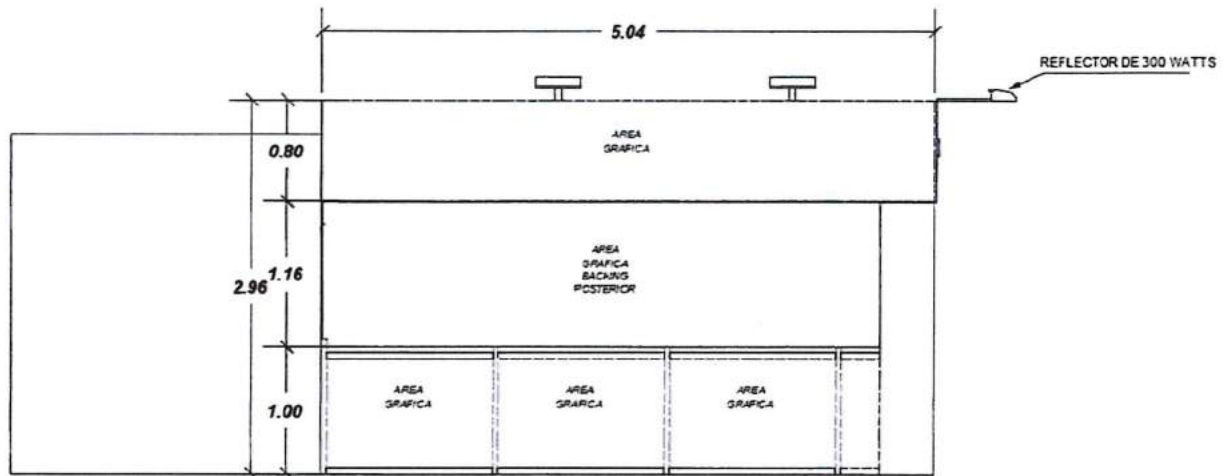 5.04
REFLECTOR DE 300 WATTS
0.80
AREA
GRAFICA
1.16
2.96
AREA
GRAFICA
BACKING
POSTERIOR
1.00
AREA
GRAFICA
AREA
GRAFICA
AREA
GRAFICA